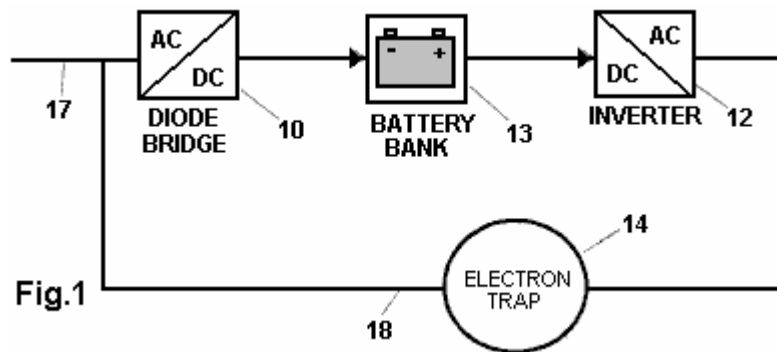 AC
DC
17
DIODE
BRIDGE
10
- +
BATTERY
BANK
13
AC
DC
INVERTER
12
14
ELECTRON
TRAP
Fig.1
18